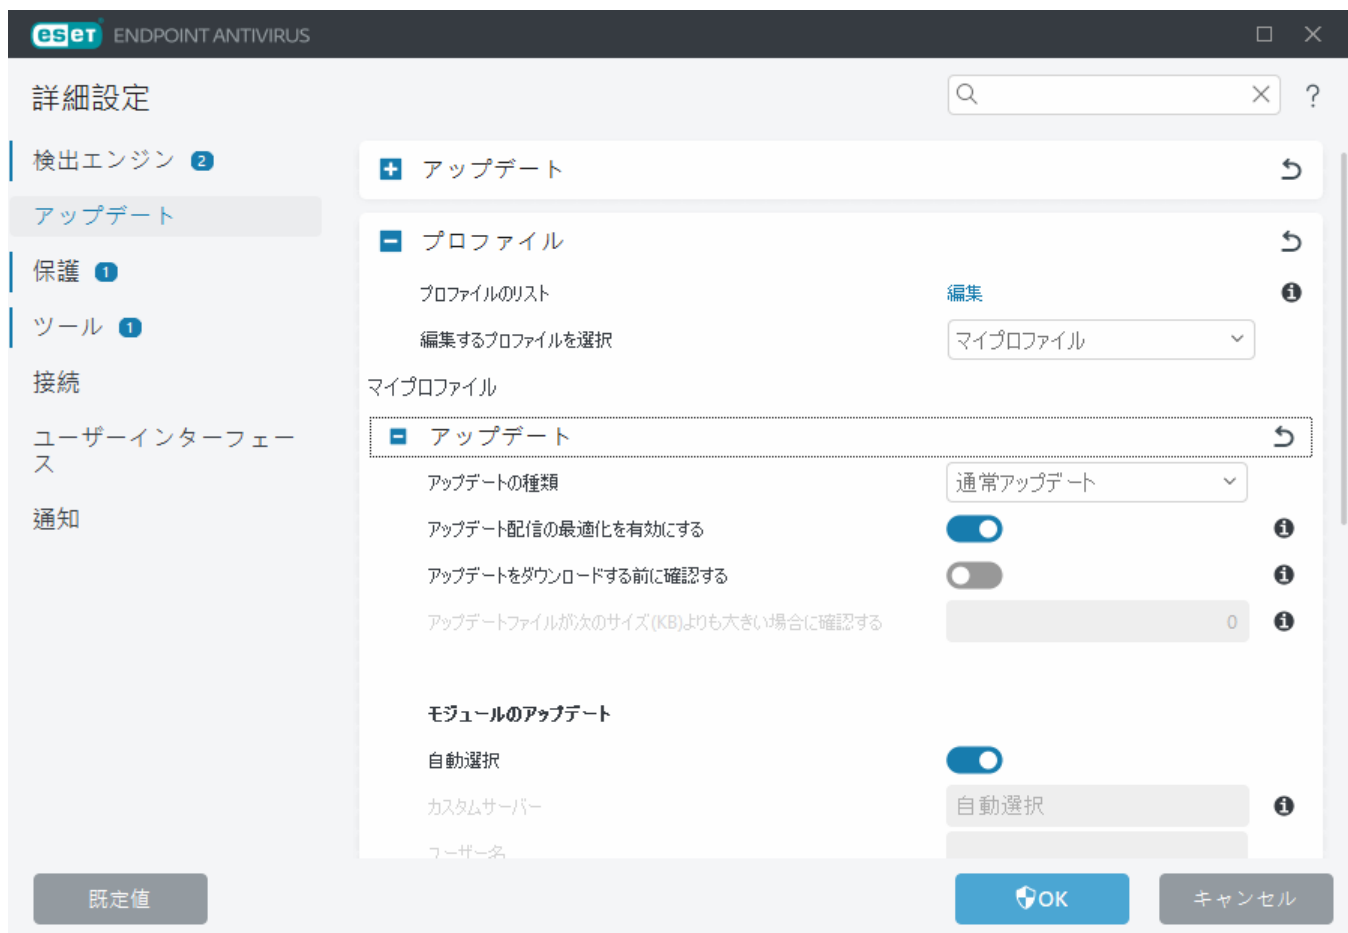 eset ENDPOINT ANTIVIRUS
詳細設定
?
検出エンジン 2
アップデート
保護 1
ツール 1
接続
ユーザーインターフェー
ス
通知
アップデート
プロファイル
プロファイルのリスト 編集
編集するプロファイルを選択 マイプロファイル
マイプロファイル
アップデート
アップデートの種類 通常アップデート
アップデート配信の最適化を有効にする
アップデートをダウンロードする前に確認する
アップデートファイルが次のサイズ(KB)よりも大きい場合に確認する 0
モジュールのアップデート
自動選択
カスタムサーバー 自動選択
ユーザー名
既定値 OK キャンセル